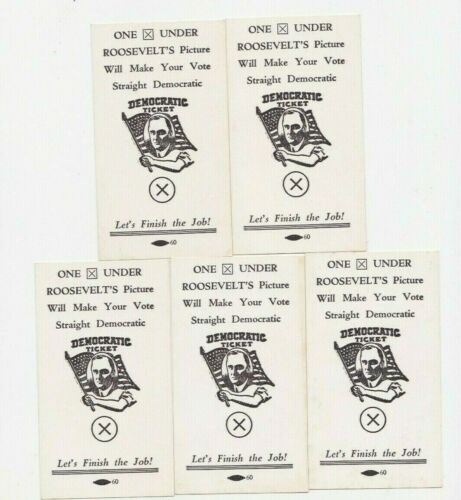 ONE ☒ UNDER
ROOSEVELT'S Picture
Will Make Your Vote
Straight Democratic
DEMOCRATIC
TICKET
Let's Finish the Job!
60
ONE ☒ UNDER
ROOSEVELT'S Picture
Will Make Your Vote
Straight Democratic
DEMOCRATIC
TICKET
Let's Finish the Job!
60
ONE ☒ UNDER
ROOSEVELT'S Picture
Will Make Your Vote
Straight Democratic
DEMOCRATIC
TICKET
Let's Finish the Job!
60
ONE ☒ UNDER
ROOSEVELT'S Picture
Will Make Your Vote
Straight Democratic
DEMOCRATIC
TICKET
Let's Finish the Job!
60
ONE ☒ UNDER
ROOSEVELT'S Picture
Will Make Your Vote
Straight Democratic
DEMOCRATIC
TICKET
Let's Finish the Job!
60